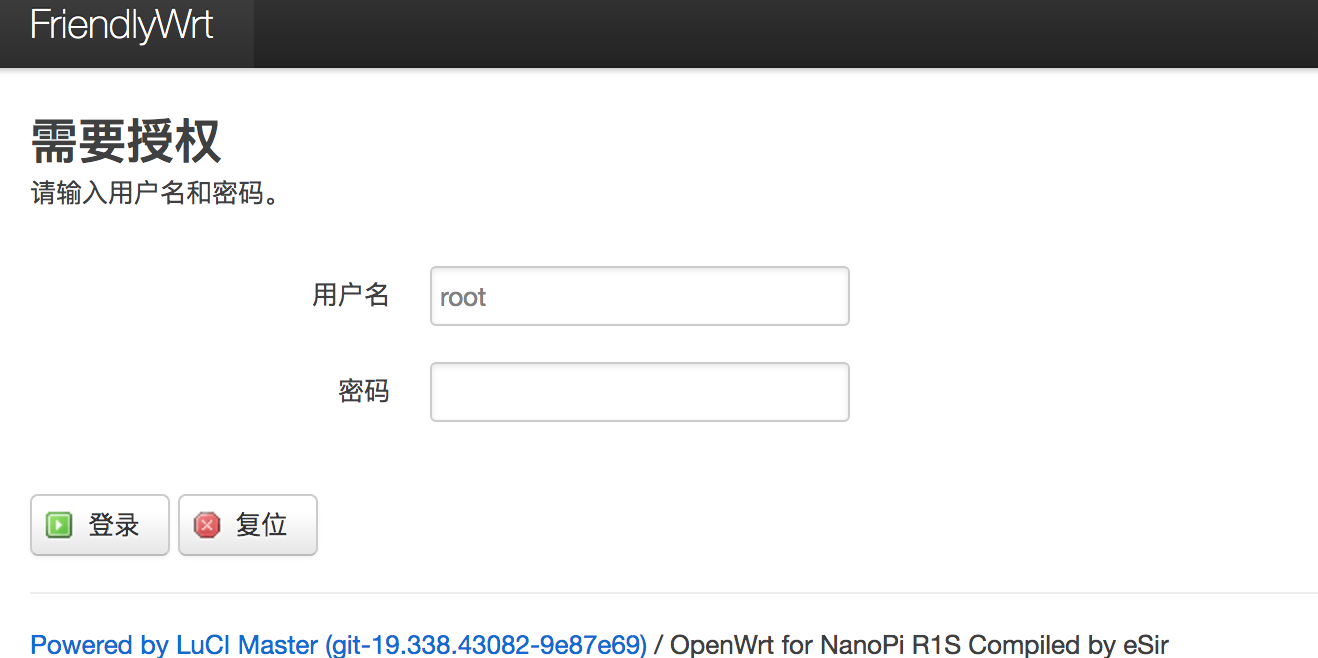 FriendlyWrt
需要授权
请输入用户名和密码。
用户名 root
密码
登录 复位
Powered by LuCI Master (git-19.338.43082-9e87e69) / OpenWrt for NanoPi R1S Compiled by eSir